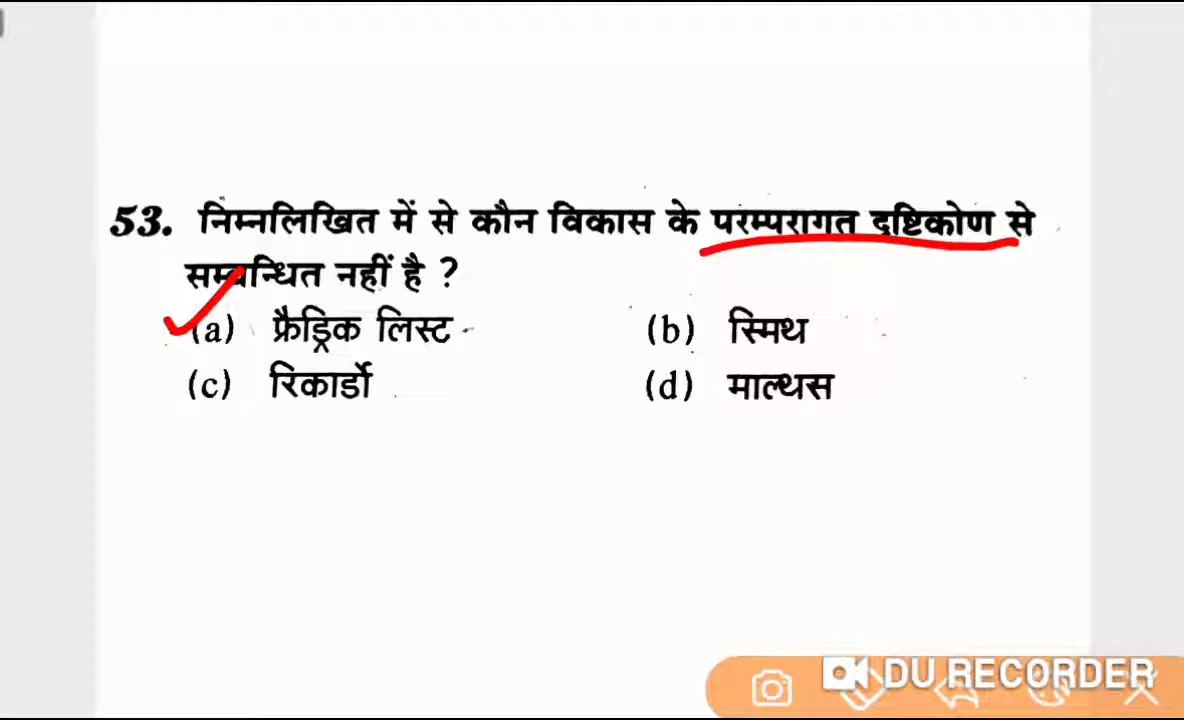 53. निम्नलिखित में से कौन विकास के परम्परागत दृष्टिकोण से
सम्बन्धित नहीं है ?
(a) फ्रैड्रिक लिस्ट
(b) स्मिथ
(c) रिकार्डो
(d) माल्थस
DU RECORDER